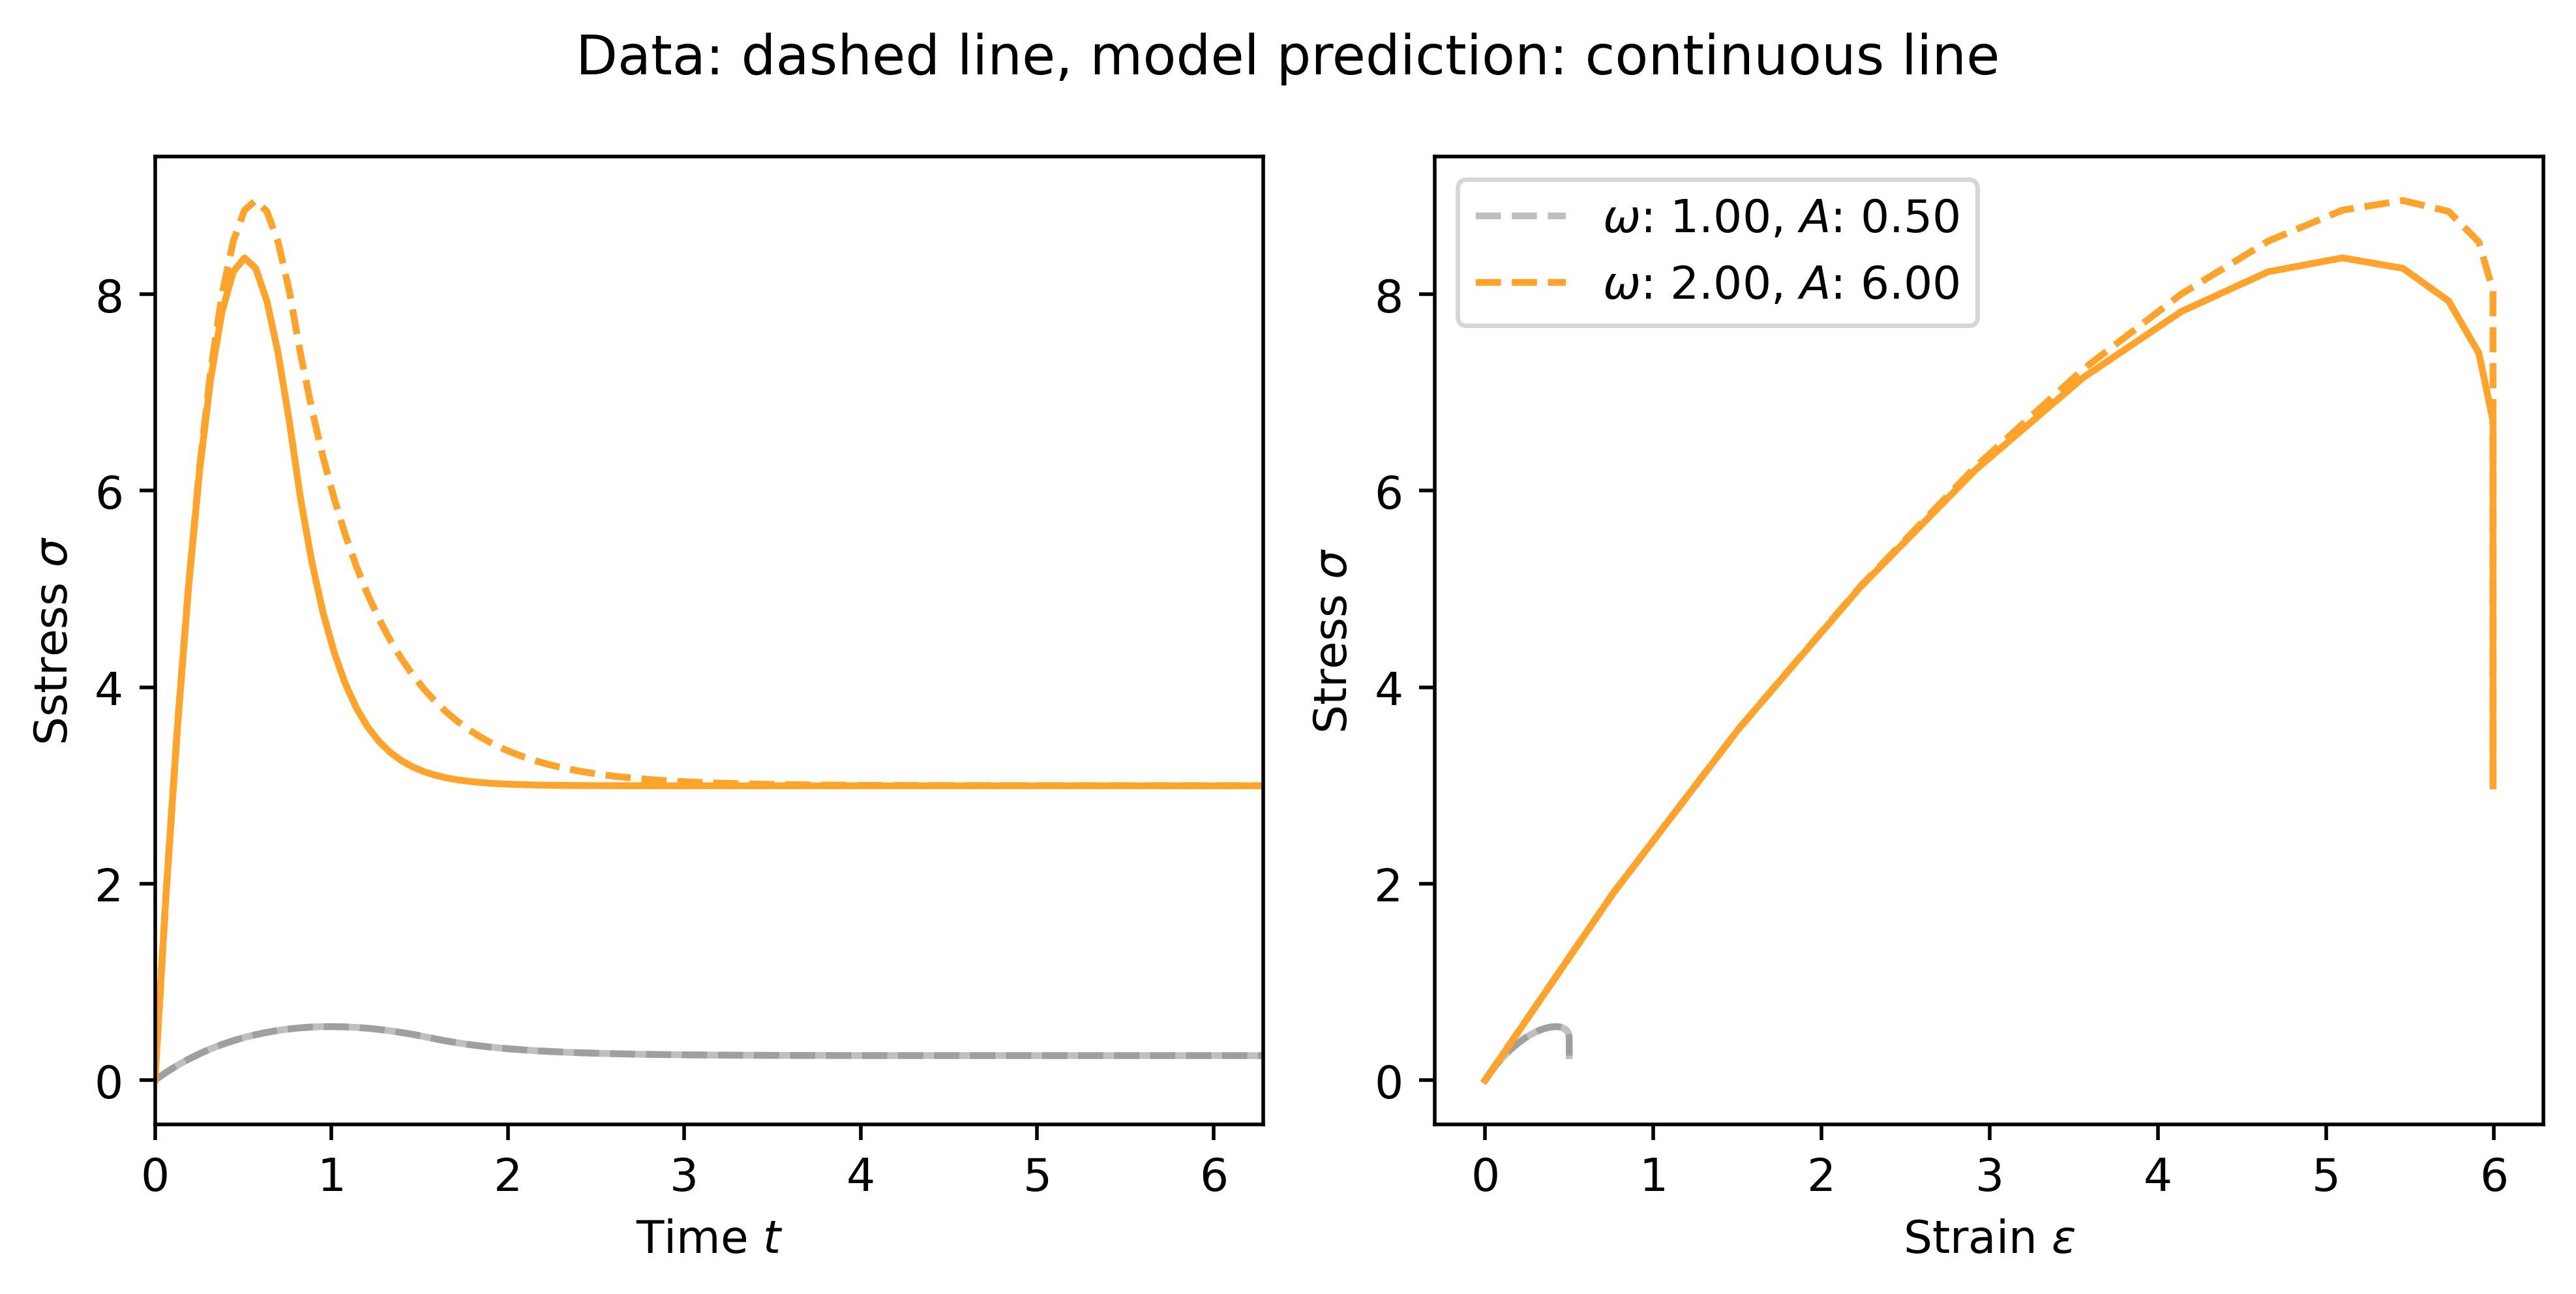 Data: dashed line, model prediction: continuous line
Sstress σ
8
6
4
2
0
0 1 2 3 4 5 6
Time t
Stress σ
8
6
4
2
0
ω: 1.00, A: 0.50
ω: 2.00, A: 6.00
0 1 2 3 4 5 6
Strain ε